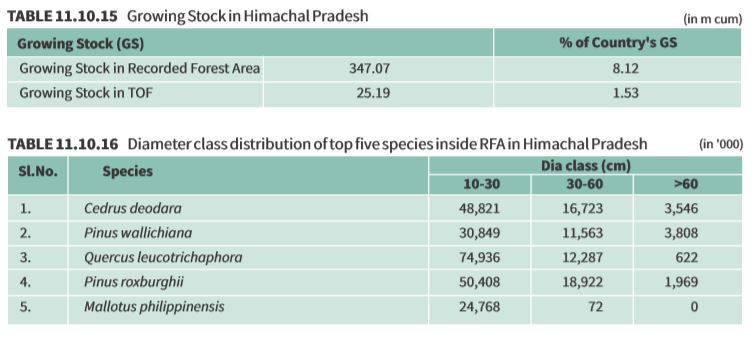 TABLE 11.10.15 Growing Stock in Himachal Pradesh (in m cum)
Growing Stock (GS) % of Country's GS
Growing Stock in Recorded Forest Area 347.07 8.12
Growing Stock in TOF 25.19 1.53
TABLE 11.10.16 Diameter class distribution of top five species inside RFA in Himachal Pradesh (in '000)
Sl.No. Species Dia class (cm)
10-30 30-60 >60
1. Cedrus deodara 48,821 16,723 3,546
2. Pinus wallichiana 30,849 11,563 3,808
3. Quercus leucotrichaphora 74,936 12,287 622
4. Pinus roxburghii 50,408 18,922 1,969
5. Mallotus philippinensis 24,768 72 0